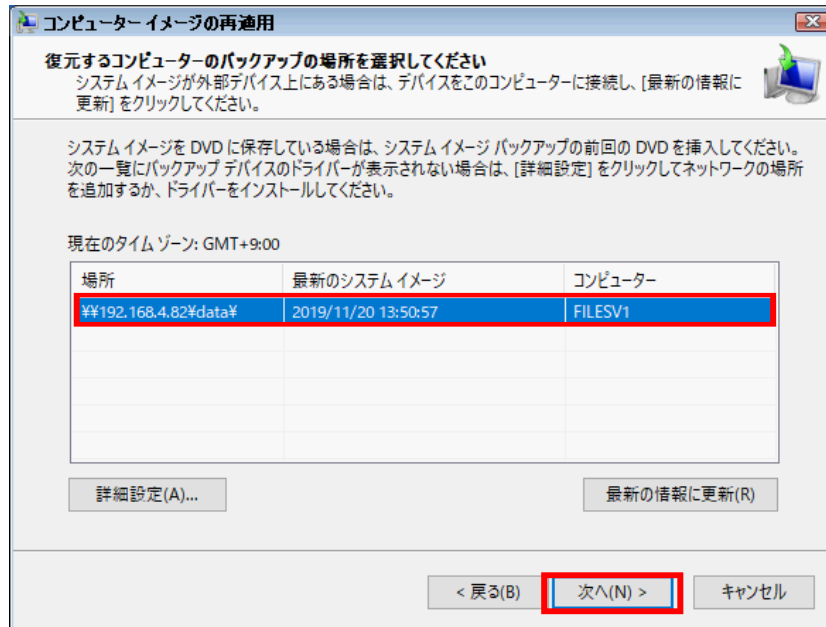 コンピューター イメージの再適用
復元するコンピューターのバックアップの場所を選択してください
システム イメージが外部デバイス上にある場合は、デバイスをこのコンピューターに接続し、[最新の情報に
更新] をクリックしてください。
システム イメージを DVD に保存している場合は、システム イメージ バックアップの前回の DVD を挿入してください。
次の一覧にバックアップ デバイスのドライバーが表示されない場合は、[詳細設定] をクリックしてネットワークの場所
を追加するか、ドライバーをインストールしてください。
現在のタイム ゾーン: GMT+9:00
場所 最新のシステム イメージ コンピューター
¥¥192.168.4.82¥data¥ 2019/11/20 13:50:57 FILESV1
詳細設定(A)... 最新の情報に更新(R)
< 戻る(B) 次へ(N) > キャンセル